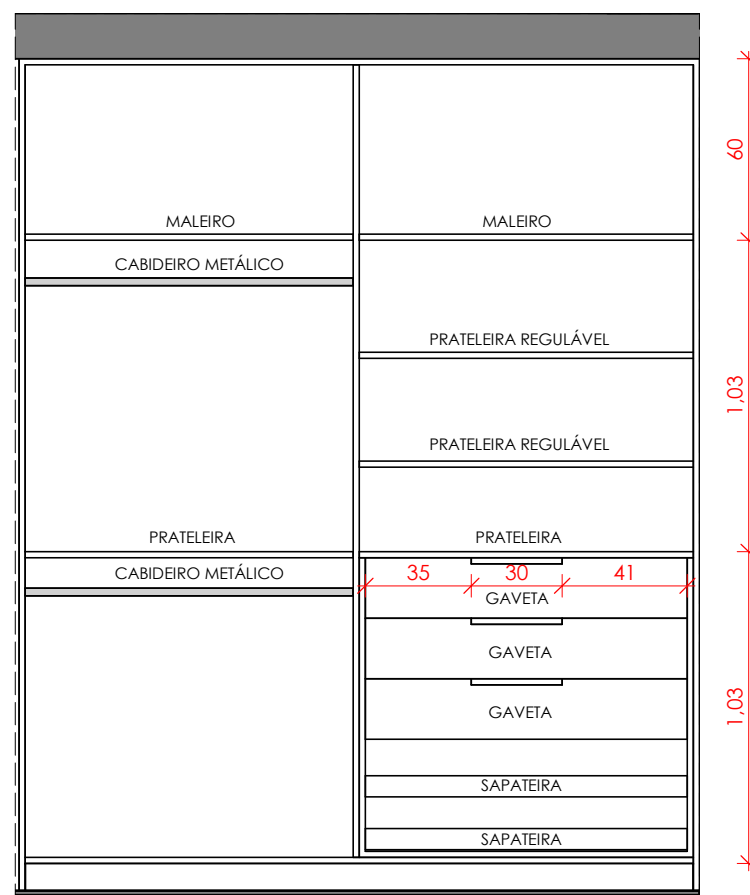 60
MALEIRO
MALEIRO
CABIDEIRO METÁLICO
PRATELEIRA REGULÁVEL
1,03
PRATELEIRA REGULÁVEL
PRATELEIRA
PRATELEIRA
CABIDEIRO METÁLICO
35
30
41
GAVETA
GAVETA
1,03
GAVETA
SAPATEIRA
SAPATEIRA